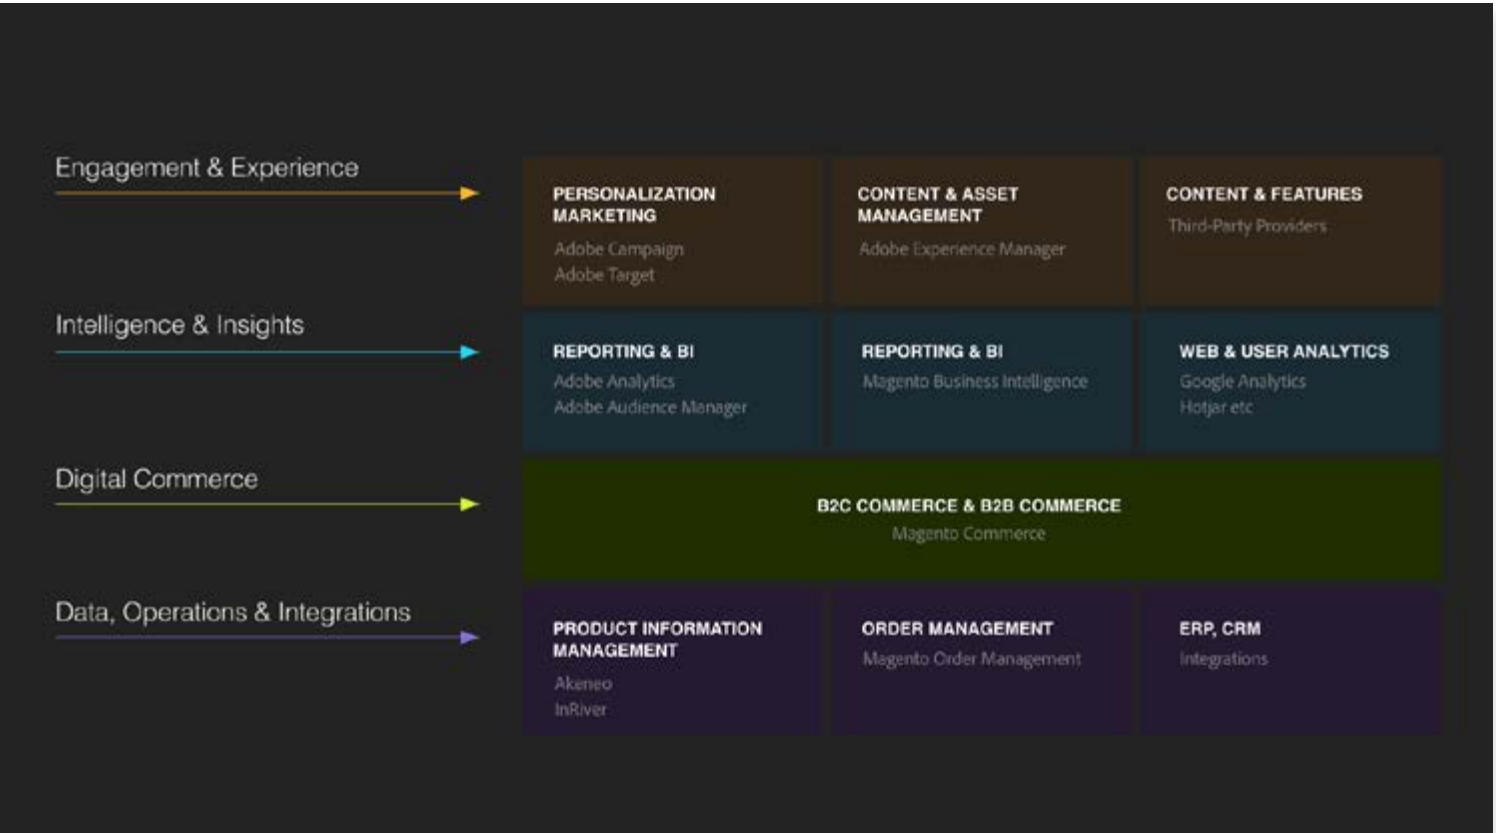 Engagement & Experience
PERSONALIZATION
MARKETING
Adobe Campaign
Adobe Target
CONTENT & ASSET
MANAGEMENT
Adobe Experience Manager
CONTENT & FEATURES
Third-Party Providers
Intelligence & Insights
REPORTING & BI
Adobe Analytics
Adobe Audience Manager
REPORTING & BI
Magento Business Intelligence
WEB & USER ANALYTICS
Google Analytics
Hotjar etc
Digital Commerce
B2C COMMERCE & B2B COMMERCE
Magento Commerce
Data, Operations & Integrations
PRODUCT INFORMATION
MANAGEMENT
Akeneo
InRiver
ORDER MANAGEMENT
Magento Order Management
ERP, CRM
Integrations